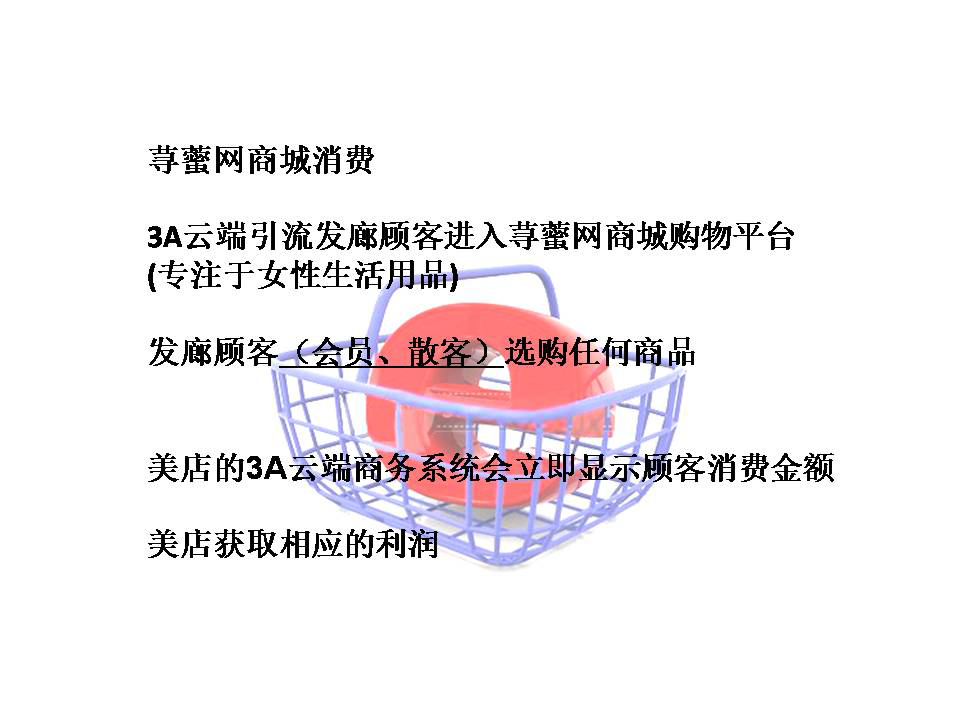 荨蘁网商城消费
3A云端引流发廊顾客进入荨蘁网商城购物平台
(专注于女性生活用品)
发廊顾客（会员、散客）选购任何商品
美店的3A云端商务系统会立即显示顾客消费金额
美店获取相应的利润